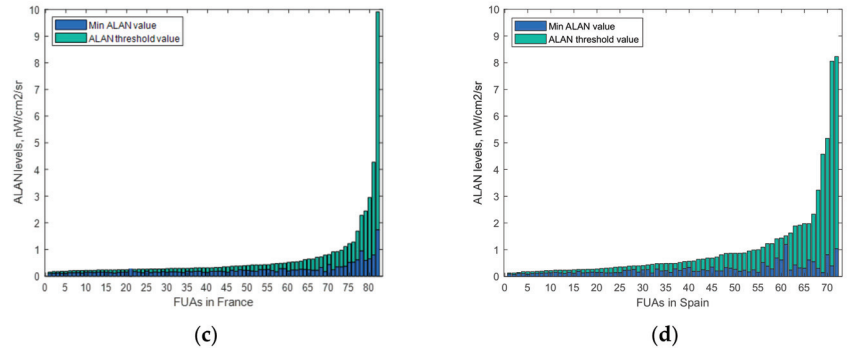 Min ALAN value
ALAN threshold value
ALAN levels, nW/cm2/sr
10
9
8
7
6
5
4
3
2
1
0
0 5 10 15 20 25 30 35 40 45 50 55 60 65 70 75 80
FUAs in France
(c)
Min ALAN value
ALAN threshold value
ALAN levels, nW/cm2/sr
10
9
8
7
6
5
4
3
2
1
0
0 5 10 15 20 25 30 35 40 45 50 55 60 65 70
FUAs in Spain
(d)